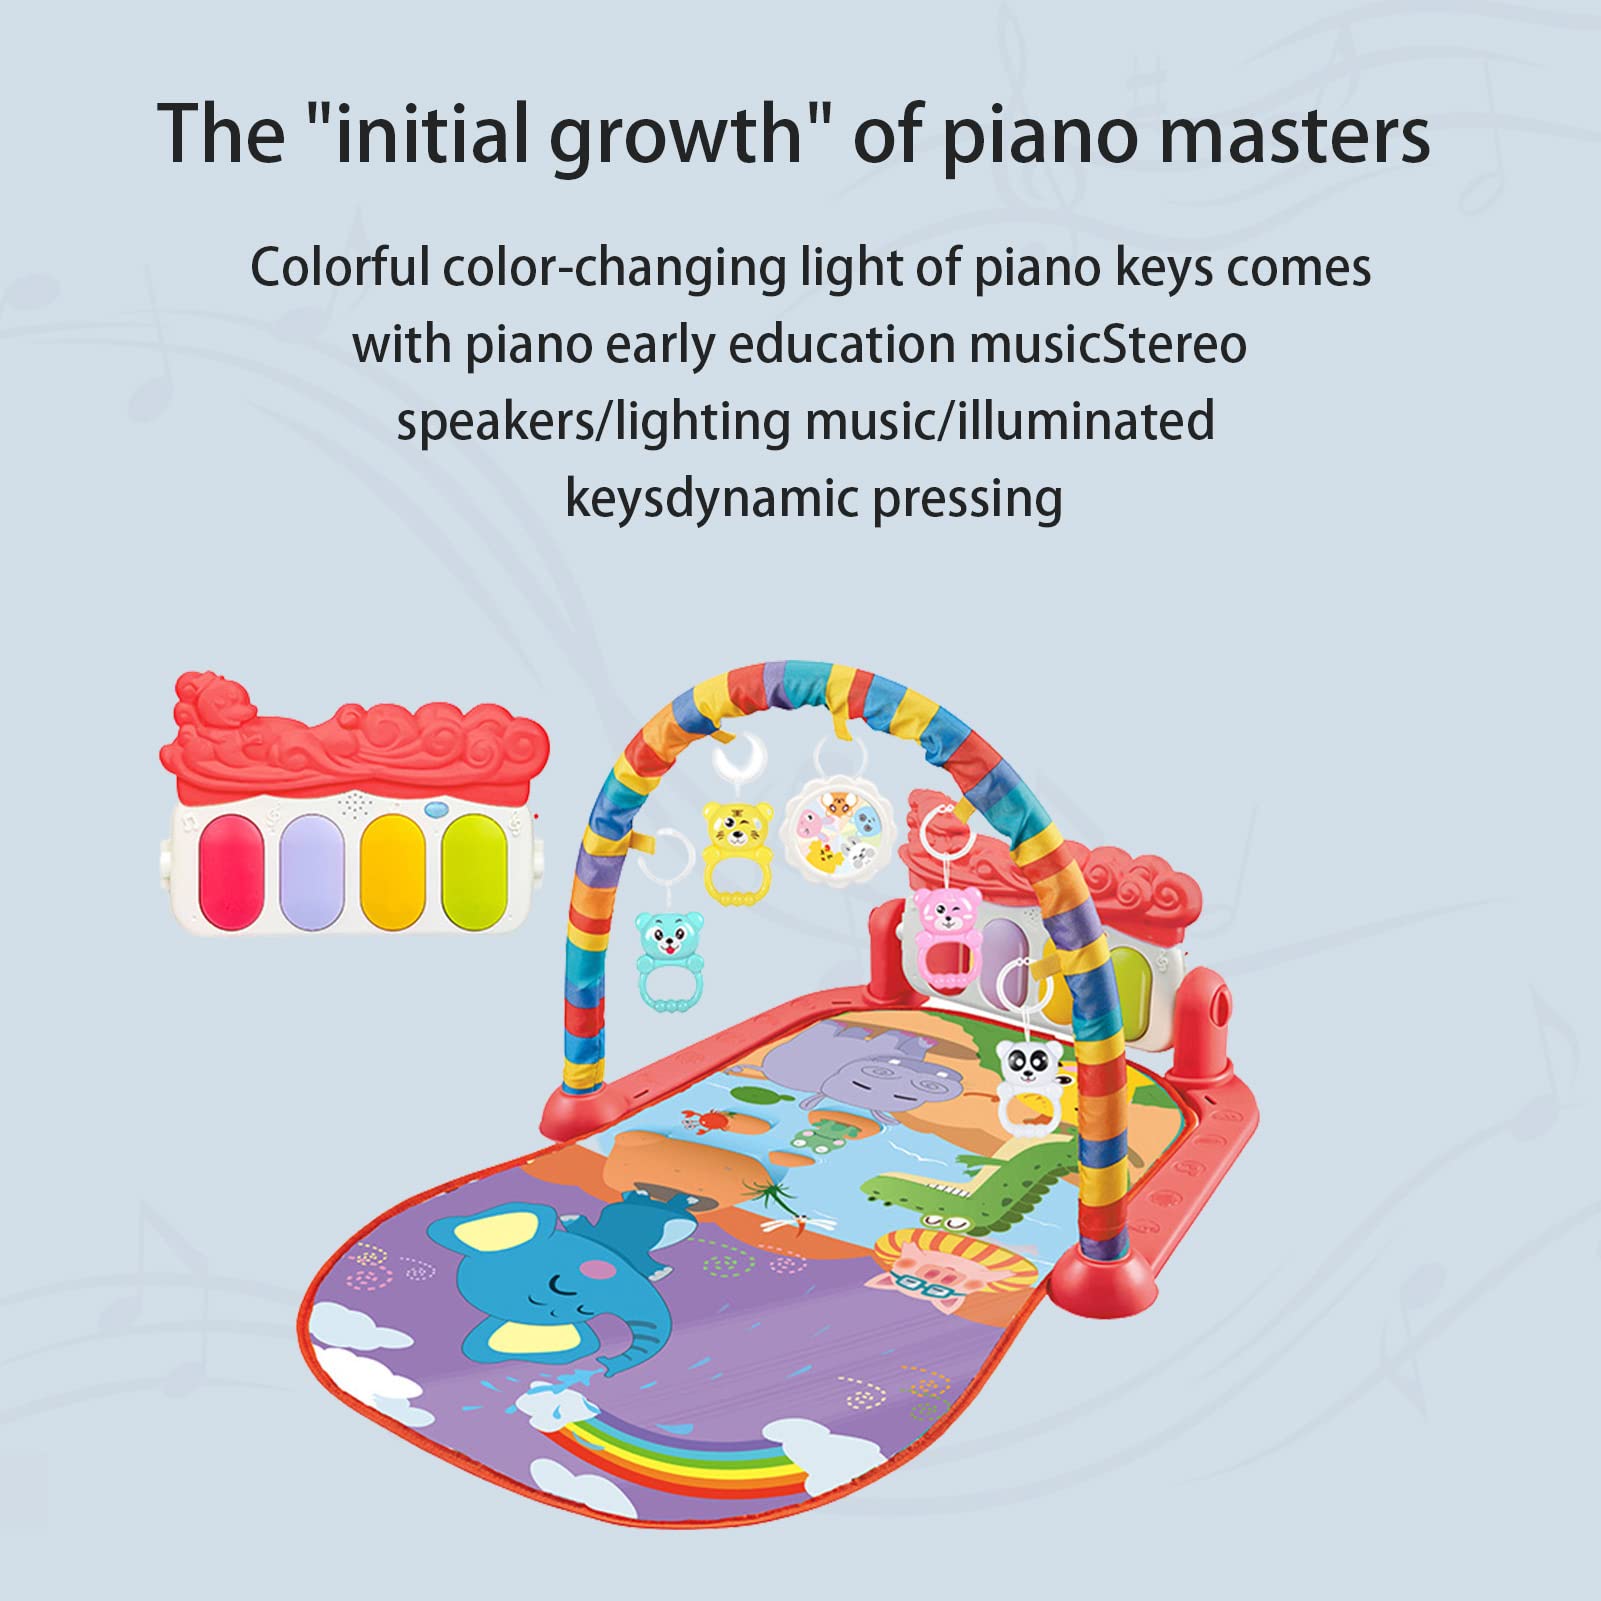 The "initial growth" of piano masters
Colorful color-changing light of piano keys comes
with piano early education musicStereo
speakers/lighting music/illuminated
keysdynamic pressing